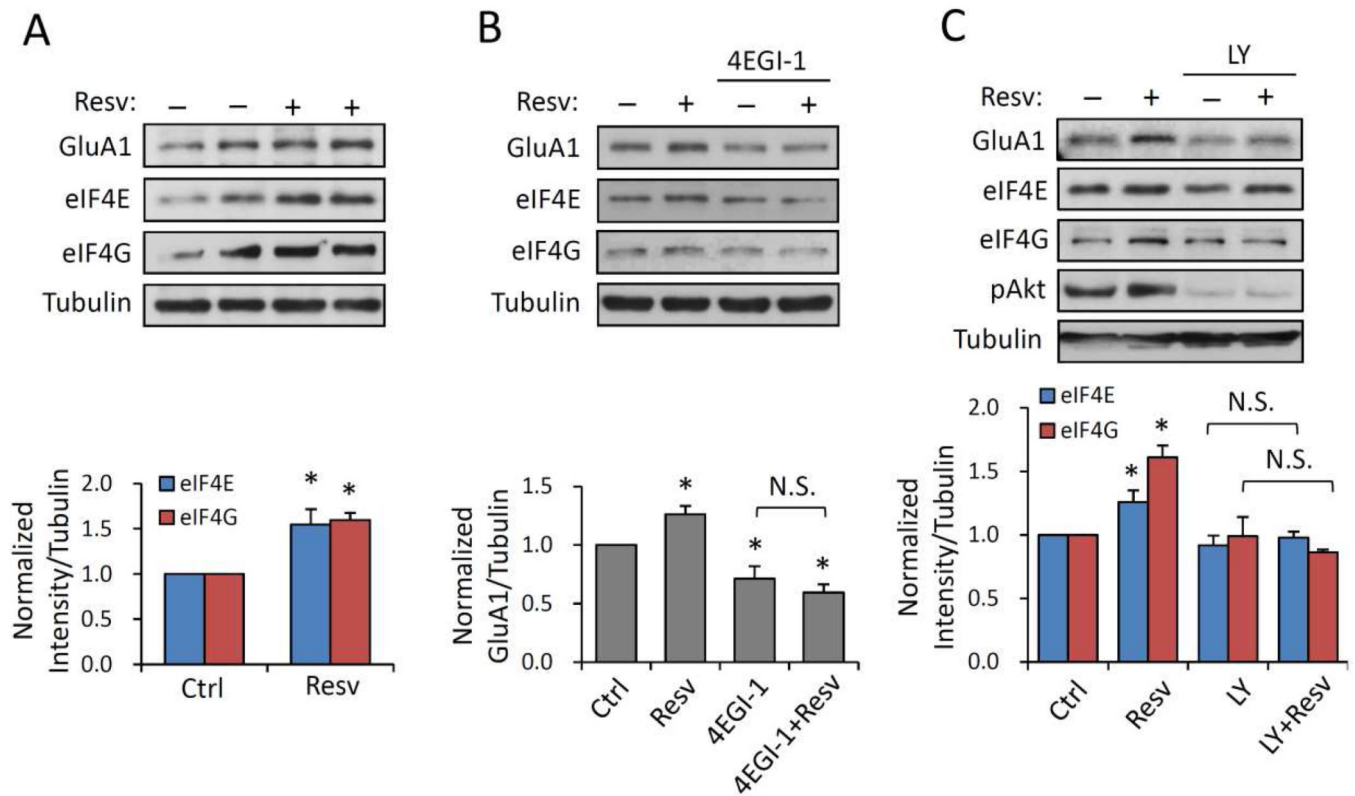 A
Resv: – – + +
GluA1
eIF4E
eIF4G
Tubulin
2.0
1.5
1.0
0.5
0.0
Normalized
Intensity/Tubulin
eIF4E
eIF4G
* *
Ctrl Resv
B
4EGI-1
Resv: – + – +
GluA1
eIF4E
eIF4G
Tubulin
1.5
1.0
0.5
0.0
Normalized
GluA1/Tubulin
*
N.S.
*
*
Ctrl
Resv
4EGI-1
4EGI-1+Resv
C
LY
Resv: – + – +
GluA1
eIF4E
eIF4G
pAkt
Tubulin
2.0
1.5
1.0
0.5
0.0
Normalized
Intensity/Tubulin
eIF4E
eIF4G
*
*
N.S.
N.S.
Ctrl
Resv
LY
LY+Resv